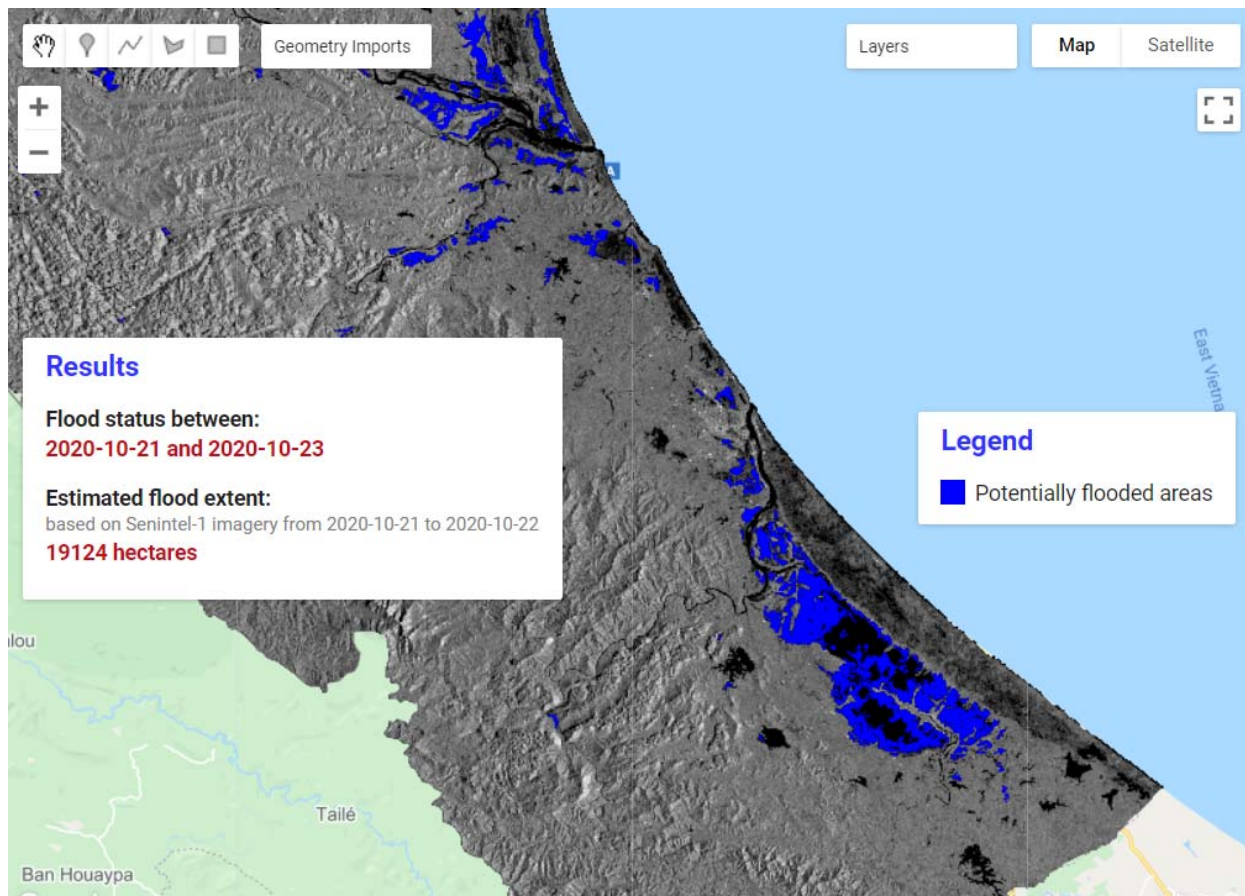 Geometry Imports
Layers
Map
Satellite
+
−
A
East Vietna
Results
Flood status between:
2020-10-21 and 2020-10-23
Estimated flood extent:
based on Senintel-1 imagery from 2020-10-21 to 2020-10-22
19124 hectares
Legend
Potentially flooded areas
lou
Tailé
Ban Houaypa